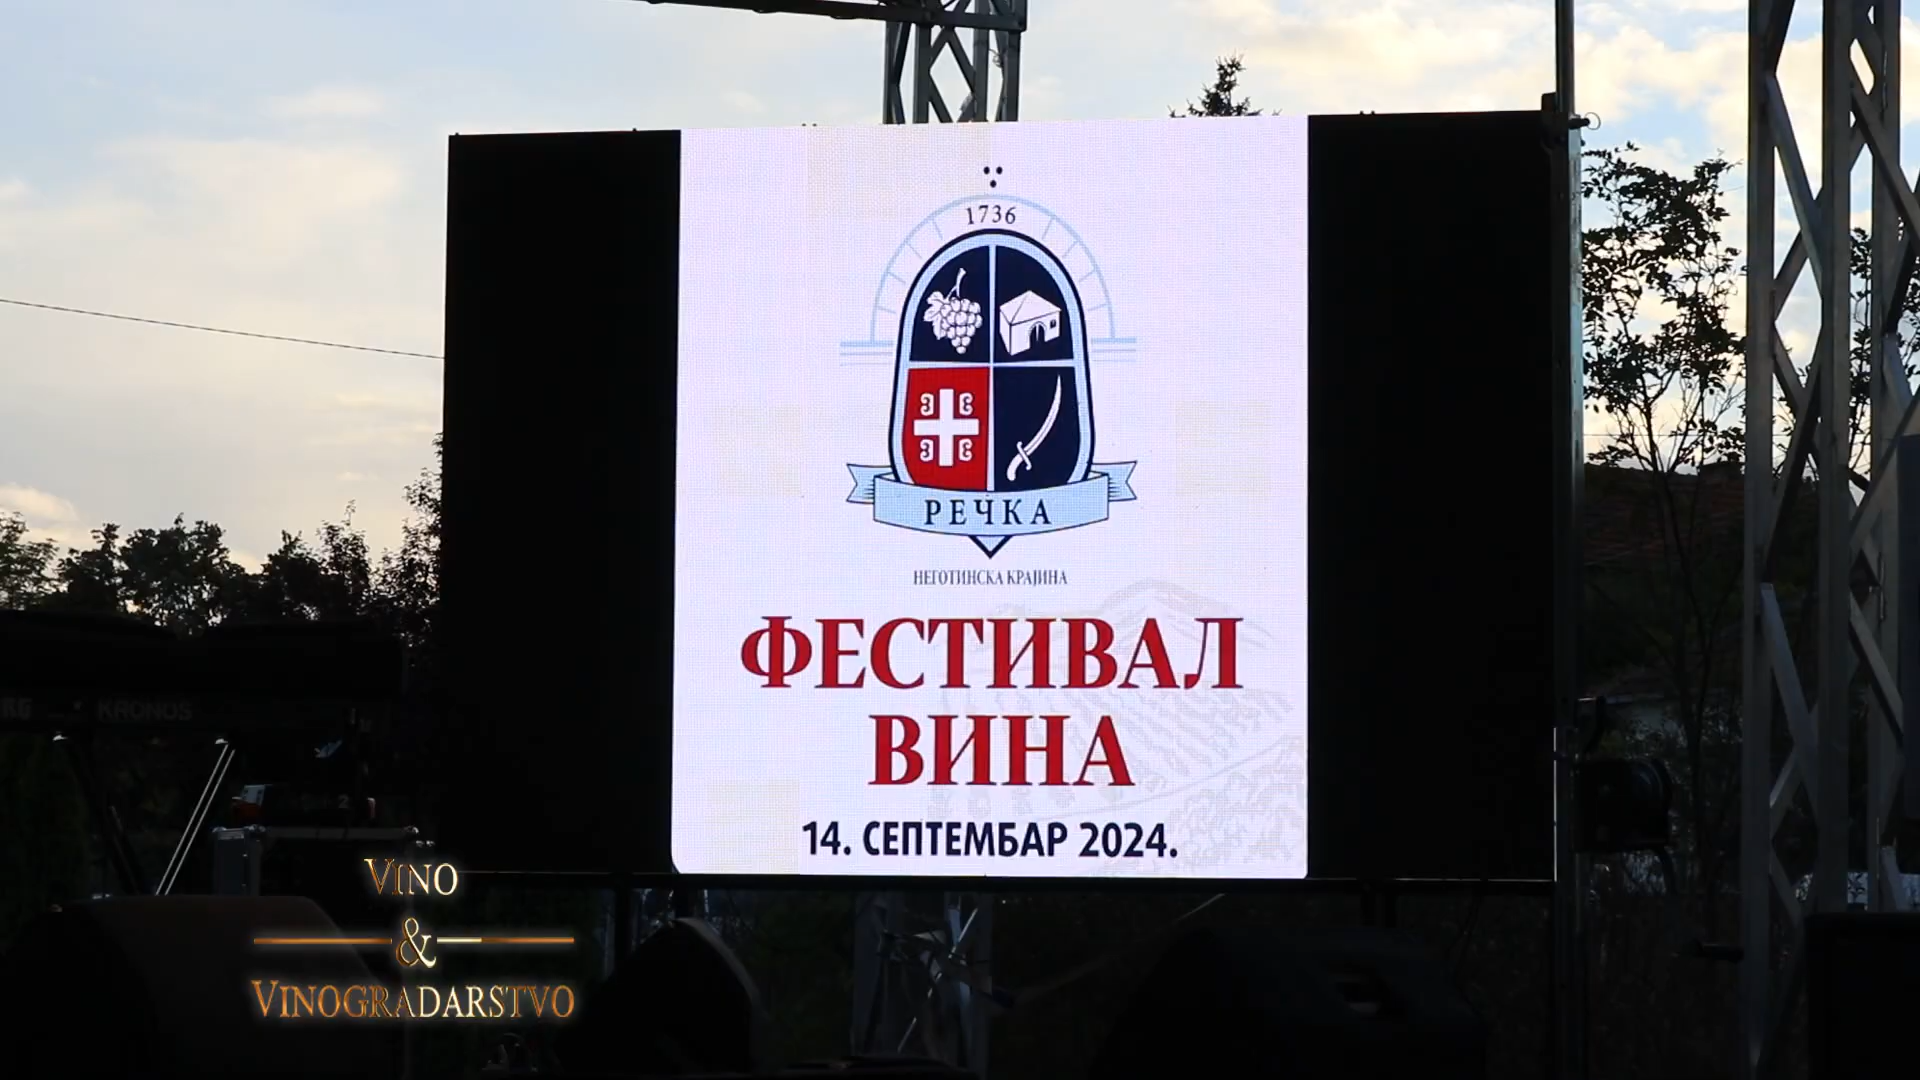 1736
РЕЧКА
НЕГОТИНСКА КРАЈИНА
ФЕСТИВАЛ
ВИНА
14. СЕПТЕМБАР 2024.
KRONOS
VINO
&
VINOGRADARSTVO